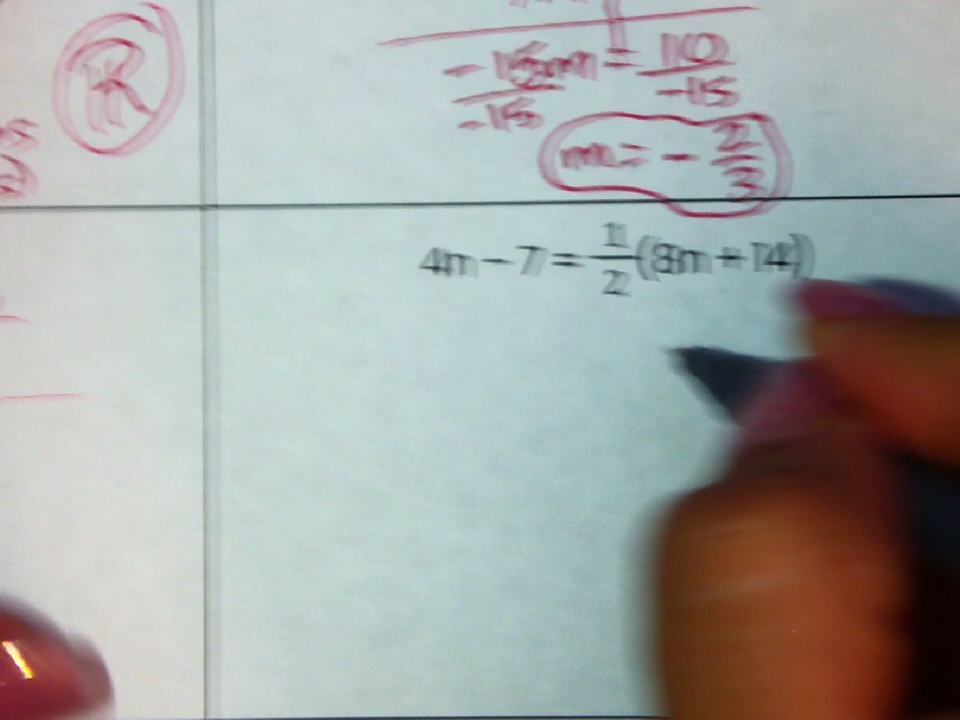 R
-15m = 10
-15 -15
m = - 2/3
4m - 7 = 1/2 (8m + 14)